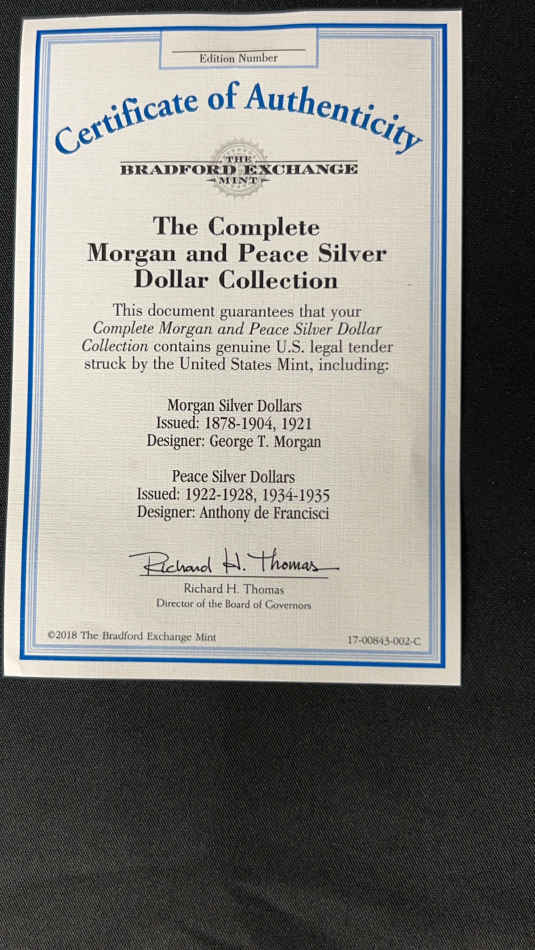 Edition Number
Certificate of Authenticity
THE
BRADFORD EXCHANGE
MINT
The Complete
Morgan and Peace Silver
Dollar Collection
This document guarantees that your
Complete Morgan and Peace Silver Dollar
Collection contains genuine U.S. legal tender
struck by the United States Mint, including:
Morgan Silver Dollars
Issued: 1878-1904, 1921
Designer: George T. Morgan
Peace Silver Dollars
Issued: 1922-1928, 1934-1935
Designer: Anthony de Francisci
Richard H. Thomas
Richard H. Thomas
Director of the Board of Governors
©2018 The Bradford Exchange Mint
17-00843-002-C